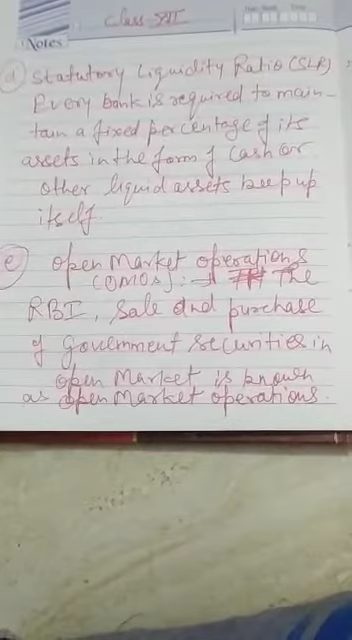 Class-XII
Notes
d Statutory Liquidity Ratio (SLR) :
Every bank is required to main-
tain a fixed percentage of its
assets in the form of cash or
other liquid assets keep up
itself.
e open Market operations
(OMOs) :→ The
RBI, Sale and purchase
of government securities in
open Market is known
as open Market operations.